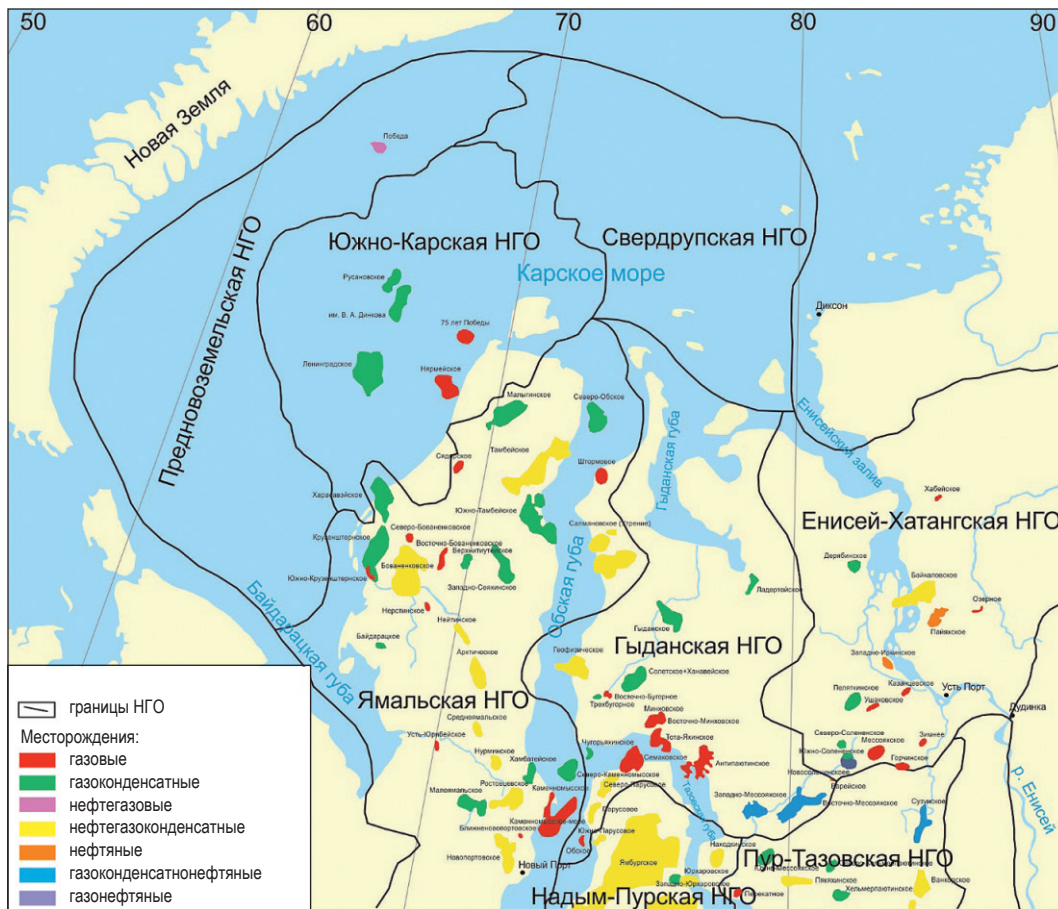 50
60
70
80
90
Новая Земля
Победа
Предновоземельская НГО
Южно-Карская НГО
Свердрупская НГО
Карское море
Русановское
им. В. А. Динкова
75 лет Победы
Диксон
Ленинградское
Нярмейское
Малыгинское
Северо-Обское
Енисейский залив
Гыданская губа
Тамбейское
Сядорское
Штормовое
Хабейское
Харасавэйское
Южно-Тамбейское
Салмановское (Утренне)
Енисей-Хатангская НГО
Крузенштернское
Северо-Бованенковское
Восточно-Бованенковское
Верхнетиутейское
Бованенковское
Южно-Крузенштернское
Западно-Сеяхинское
Обская губа
Дерябинское
Байкаловское
Ладертойское
Озерное
Пайяхское
Байдарацкая губа
Нерстинское
Нейтинское
Байдарацкое
Гыданское
Гыданская НГО
Арктическое
Геофизическое
Западно-Иркинское
Солетское+Ханавейское
Казанцевское
Усть Порт
Ямальская НГО
Восточно-Бугорное
Трехбугорное
Пеляткинское
Ушаковское
Дудинка
Минховское
Восточно-Минховское
Среднеямальское
Усть-Юрибейское
Чугорьяхинское
Тота-Яхинское
Северо-Соленинское
Мессояхское
Зимнее
Нурминское
Хамбатейское
Семаковское
Антипаютинское
Южно-Соленинское
Горчинское
Новосоленинское
Северо-Каменномысское
Ростовцевское
Каменномысское
Северо-Парусовое
Малоямальское
Каменномысское-море
Парусовое
Тазовская губа
Западно-Мессояхское
Восточно-Мессояхское
Сузунское
р. Енисей
Ближненовопортовское
Южно-Парусовое
Обское
Новопортовское
Новый Порт
Ямбургское
Находкинское
Юрхаровское
Пур-Тазовская НГО
Западно-Юрхаровское
Пякяхинское
Ванкорское
Надым-Пурская НГО
Перекатное
Хальмерпаютинское
границы НГО
Месторождения:
газовые
газоконденсатные
нефтегазовые
нефтегазоконденсатные
нефтяные
газоконденсатнонефтяные
газонефтяные